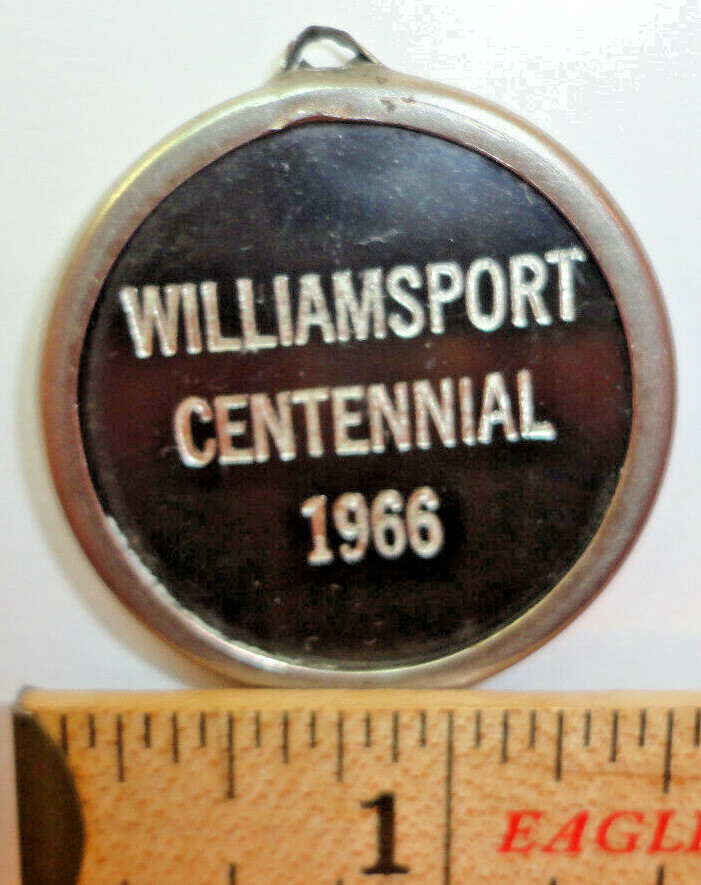 WILLIAMSPORT
CENTENNIAL
1966
1
EAGL